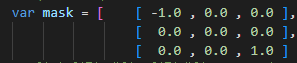 var mask = [ [ -1.0 , 0.0 , 0.0 ],
[ 0.0 , 0.0 , 0.0 ],
[ 0.0 , 0.0 , 1.0 ]